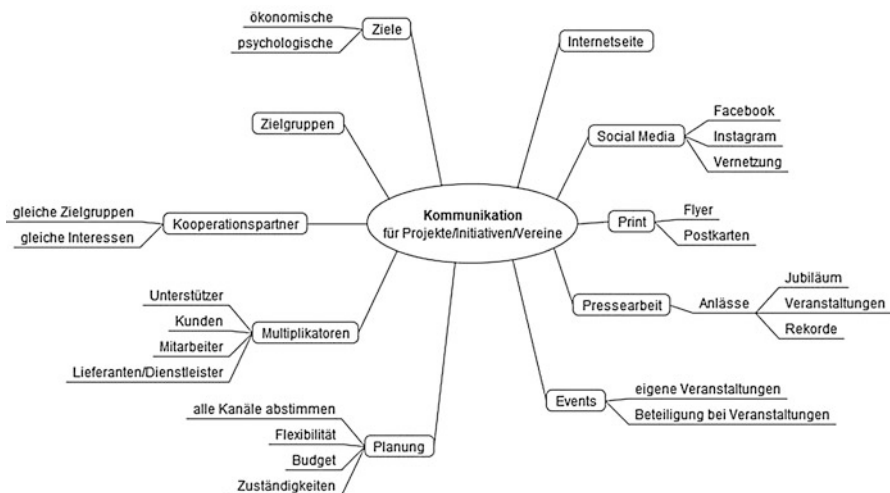 Kommunikation
für Projekte/Initiativen/Vereine
Internetseite
Social Media
Facebook
Instagram
Vernetzung
Print
Flyer
Postkarten
Pressearbeit
Anlässe
Jubiläum
Veranstaltungen
Rekorde
Events
eigene Veranstaltungen
Beteiligung bei Veranstaltungen
Planung
alle Kanäle abstimmen
Flexibilität
Budget
Zuständigkeiten
Multiplikatoren
Unterstützer
Kunden
Mitarbeiter
Lieferanten/Dienstleister
Kooperationspartner
gleiche Zielgruppen
gleiche Interessen
Zielgruppen
Ziele
ökonomische
psychologische